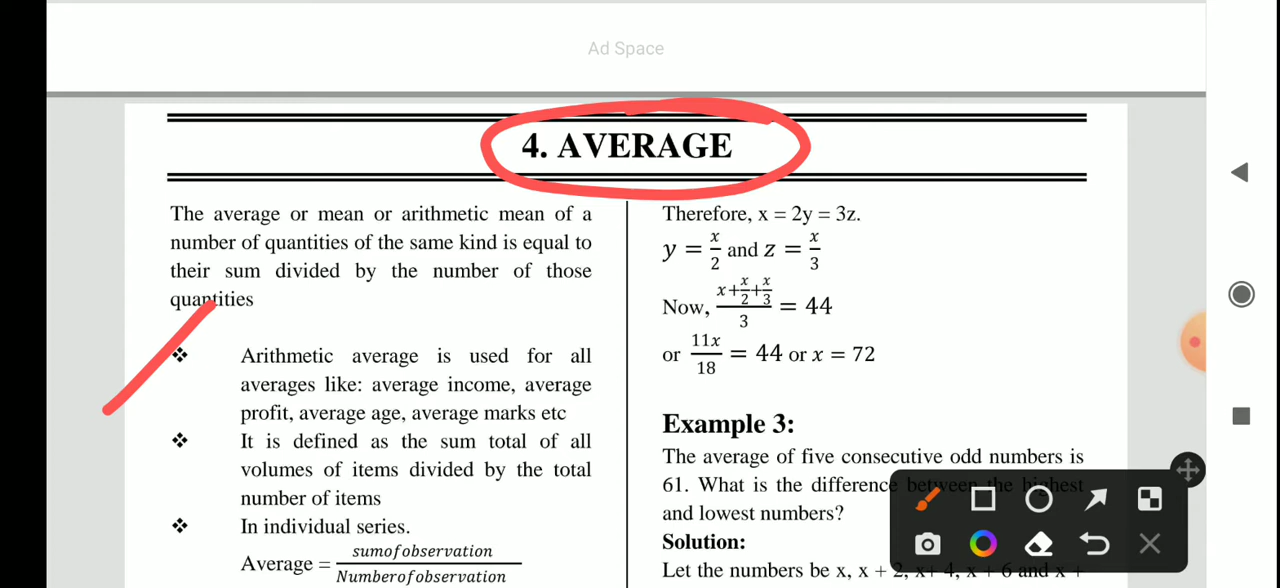 Ad Space
4. AVERAGE
The average or mean or arithmetic mean of a
number of quantities of the same kind is equal to
their sum divided by the number of those
quantities
❖ Arithmetic average is used for all
averages like: average income, average
profit, average age, average marks etc
❖ It is defined as the sum total of all
volumes of items divided by the total
number of items
❖ In individual series.
Average = sumofobservation / Numberofobservation
Therefore, x = 2y = 3z.
y = x/2 and z = x/3
Now, (x + x/2 + x/3) / 3 = 44
or 11x/18 = 44 or x = 72
Example 3:
The average of five consecutive odd numbers is
61. What is the difference between the highest
and lowest numbers?
Solution:
Let the numbers be x, x + 2, x+ 4, x + 6 and x +